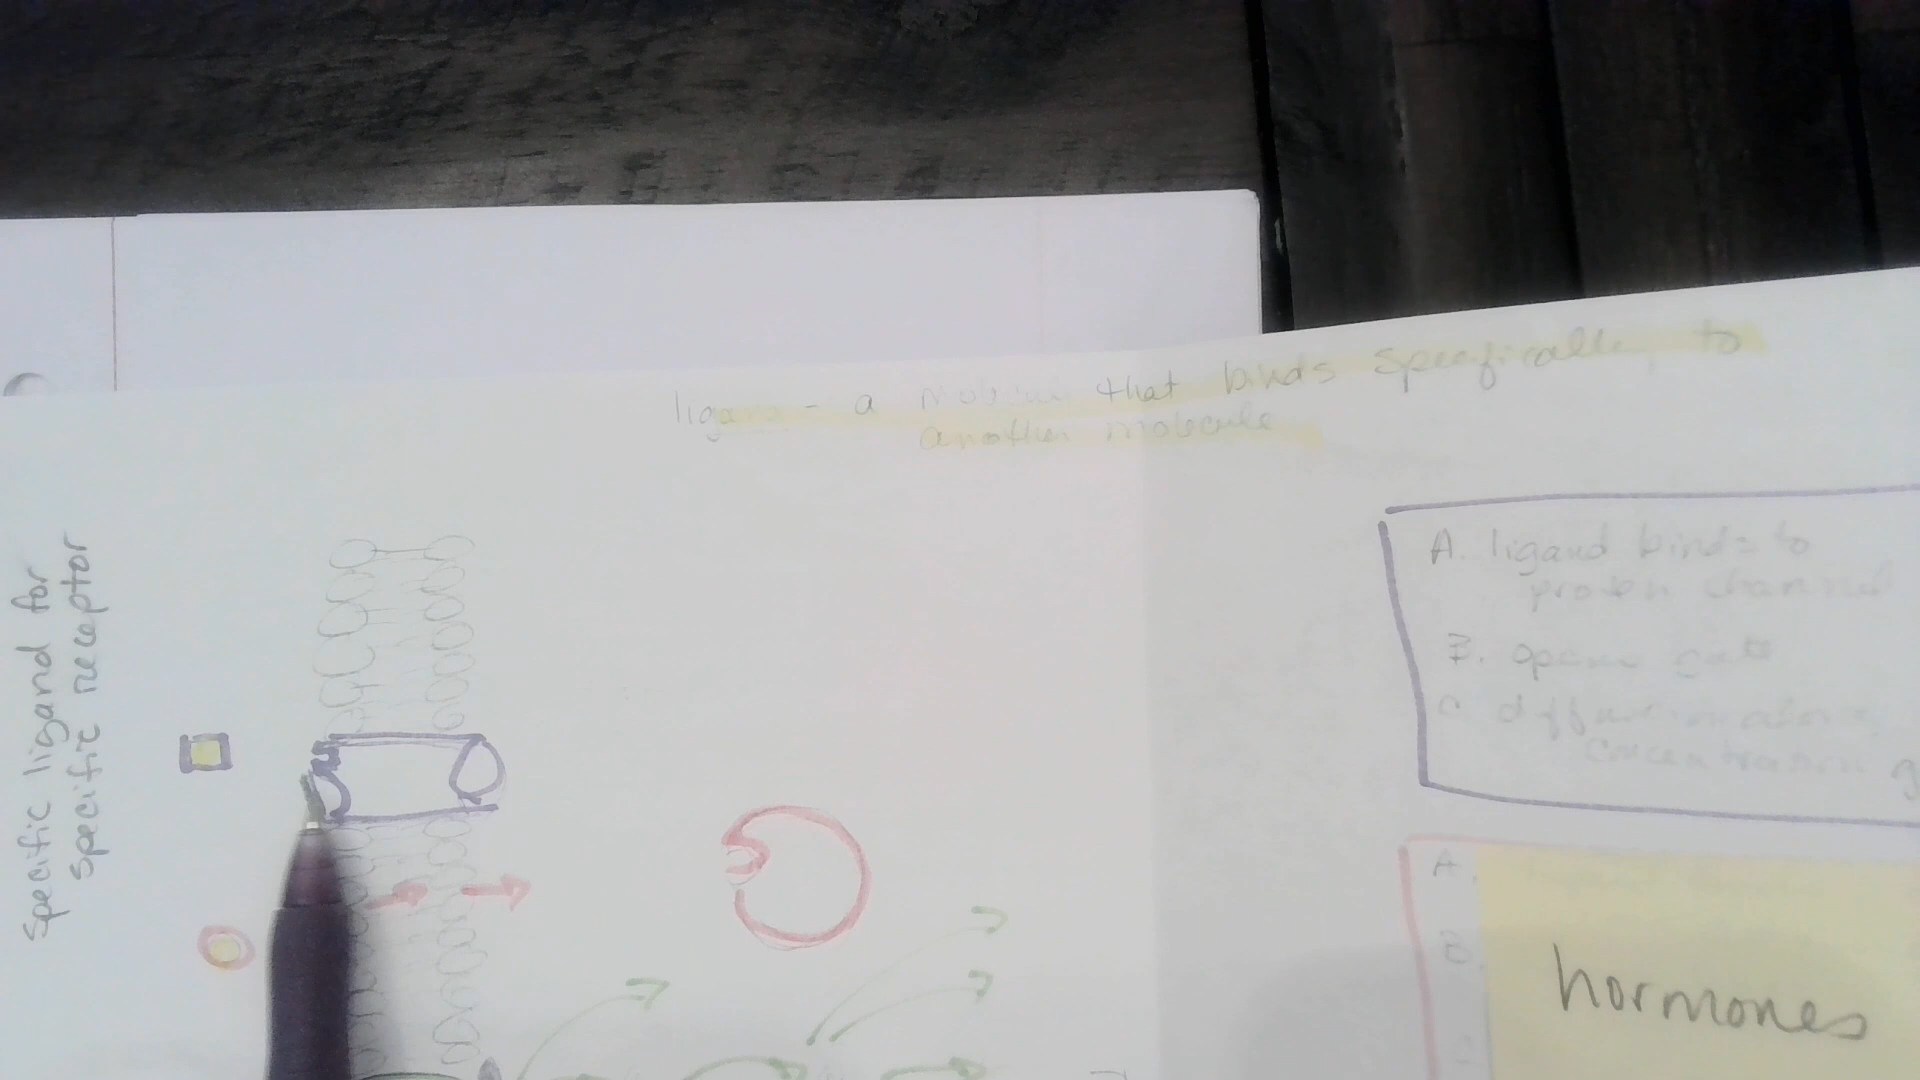 ligand - a molecule that binds specifically to
another molecule
Specific ligand for
specific receptor
A. ligand binds to
protein channel
B. opens gate
C. diffusion along
concentration g
A.
B.
C
hormones